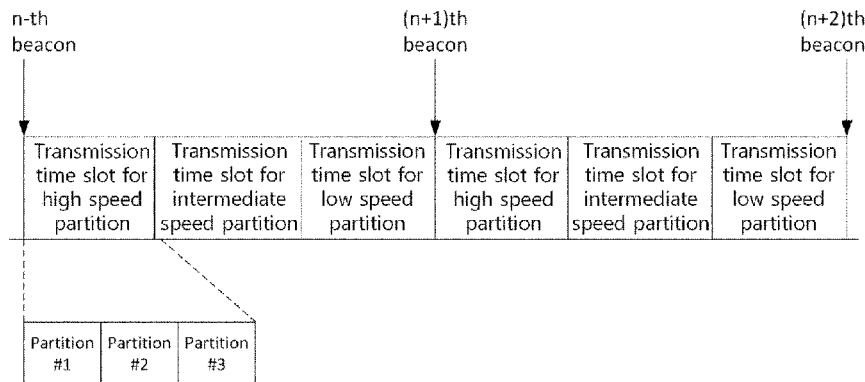 n-th
beacon
(n+1)th
beacon
(n+2)th
beacon
Transmission
time slot for
high speed
partition
Transmission
time slot for
intermediate
speed partition
Transmission
time slot for
low speed
partition
Transmission
time slot for
high speed
partition
Transmission
time slot for
intermediate
speed partition
Transmission
time slot for
low speed
partition
Partition
#1
Partition
#2
Partition
#3